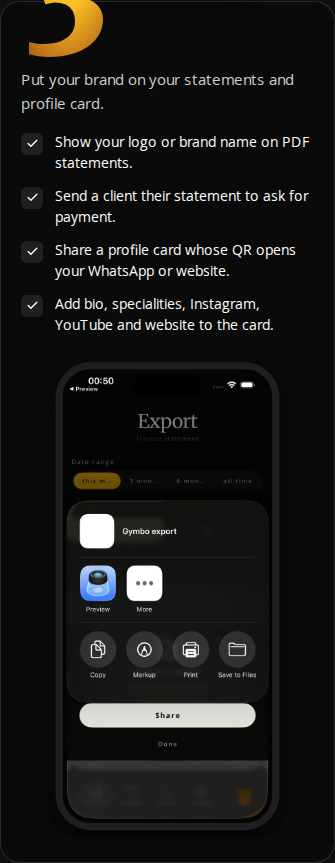 5
Put your brand on your statements and
profile card.
Show your logo or brand name on PDF
statements.
Send a client their statement to ask for
payment.
Share a profile card whose QR opens
your WhatsApp or website.
Add bio, specialities, Instagram,
YouTube and website to the card.
00:50
Preview
Export
Trainee statement
Date range
this m...
3 mon...
6 mon...
all time
Gymbo export
Preview
More
Copy
Markup
Print
Save to Files
Share
Done